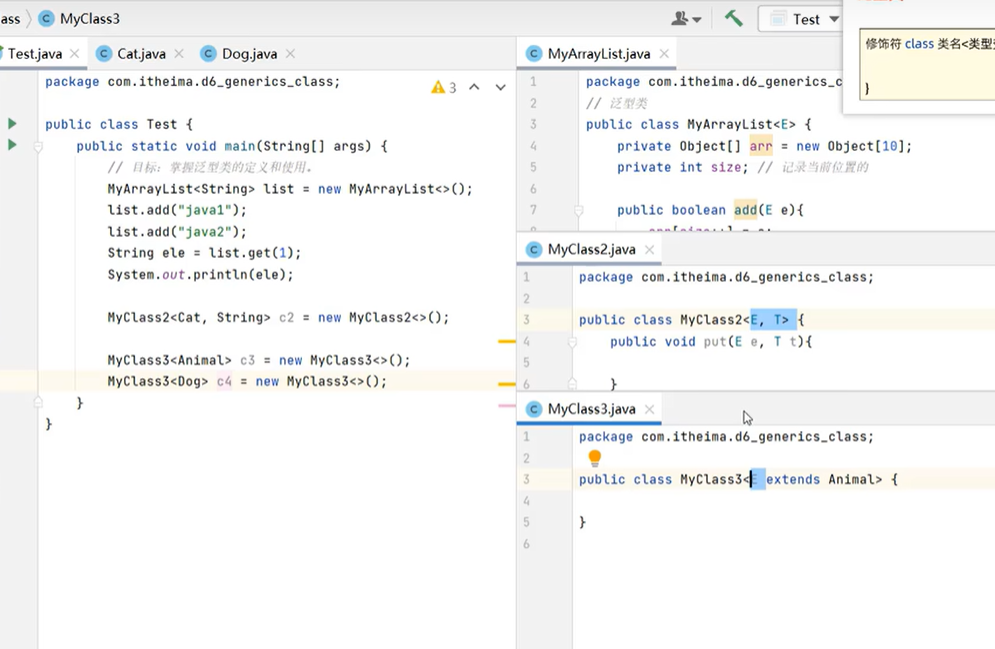 ass 〉 MyClass3
Test
Test.java
Cat.java
Dog.java
package com.itheima.d6_generics_class;
3
public class Test {
public static void main(String[] args) {
// 目标：掌握泛型类的定义和使用。
MyArrayList<String> list = new MyArrayList<>();
list.add("java1");
list.add("java2");
String ele = list.get(1);
System.out.println(ele);
MyClass2<Cat, String> c2 = new MyClass2<>();
MyClass3<Animal> c3 = new MyClass3<>();
MyClass3<Dog> c4 = new MyClass3<>();
}
}
MyArrayList.java
1 package com.itheima.d6_generics_c
2 // 泛型类
3 public class MyArrayList<E> {
4 private Object[] arr = new Object[10];
5 private int size; // 记录当前位置的
6
7 public boolean add(E e){
修饰符 class 类名<类型
}
MyClass2.java
1 package com.itheima.d6_generics_class;
2
3 public class MyClass2<E, T> {
4 public void put(E e, T t){
5
6 }
MyClass3.java
1 package com.itheima.d6_generics_class;
2
3 public class MyClass3<E extends Animal> {
4
5 }
6